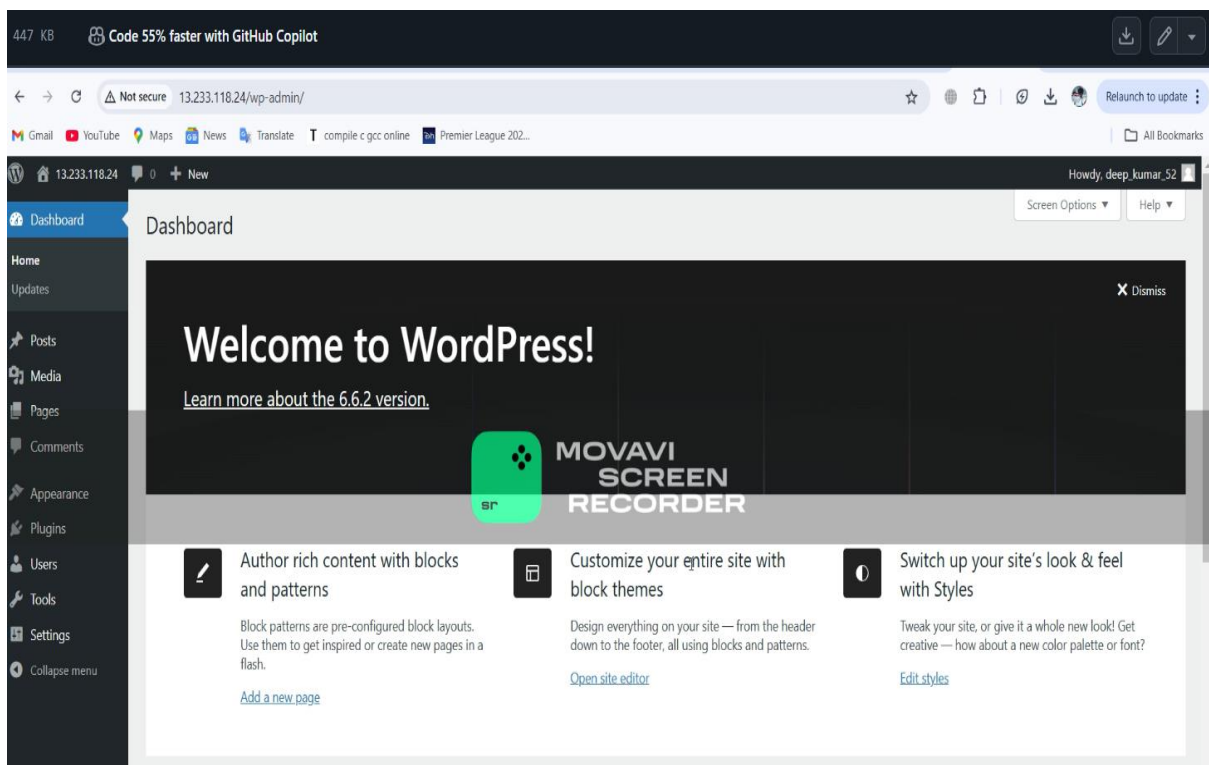 447 KB Code 55% faster with GitHub Copilot
Not secure 13.233.118.24/wp-admin/ Relaunch to update
Gmail YouTube Maps News Translate T compile c gcc online Premier League 202... All Bookmarks
13.233.118.24 0 + New Howdy, deep_kumar_52
Screen Options ▼ Help ▼
Dashboard
Home
Updates
Posts
Media
Pages
Comments
Appearance
Plugins
Users
Tools
Settings
Collapse menu
Dashboard
Dismiss
Welcome to WordPress!
Learn more about the 6.6.2 version.
MOVAVI
SCREEN
RECORDER
sr
Author rich content with blocks
and patterns
Block patterns are pre-configured block layouts.
Use them to get inspired or create new pages in a
flash.
Add a new page
Customize your entire site with
block themes
Design everything on your site — from the header
down to the footer, all using blocks and patterns.
Open site editor
Switch up your site's look & feel
with Styles
Tweak your site, or give it a whole new look! Get
creative — how about a new color palette or font?
Edit styles